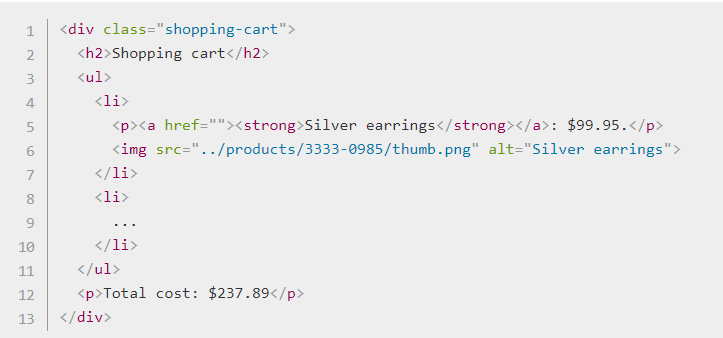 1 <div class="shopping-cart">
2   <h2>Shopping cart</h2>
3   <ul>
4     <li>
5       <p><a href=""><strong>Silver earrings</strong></a>: $99.95.</p>
6       <img src="../products/3333-0985/thumb.png" alt="Silver earrings">
7     </li>
8     <li>
9       ...
10     </li>
11   </ul>
12   <p>Total cost: $237.89</p>
13 </div>